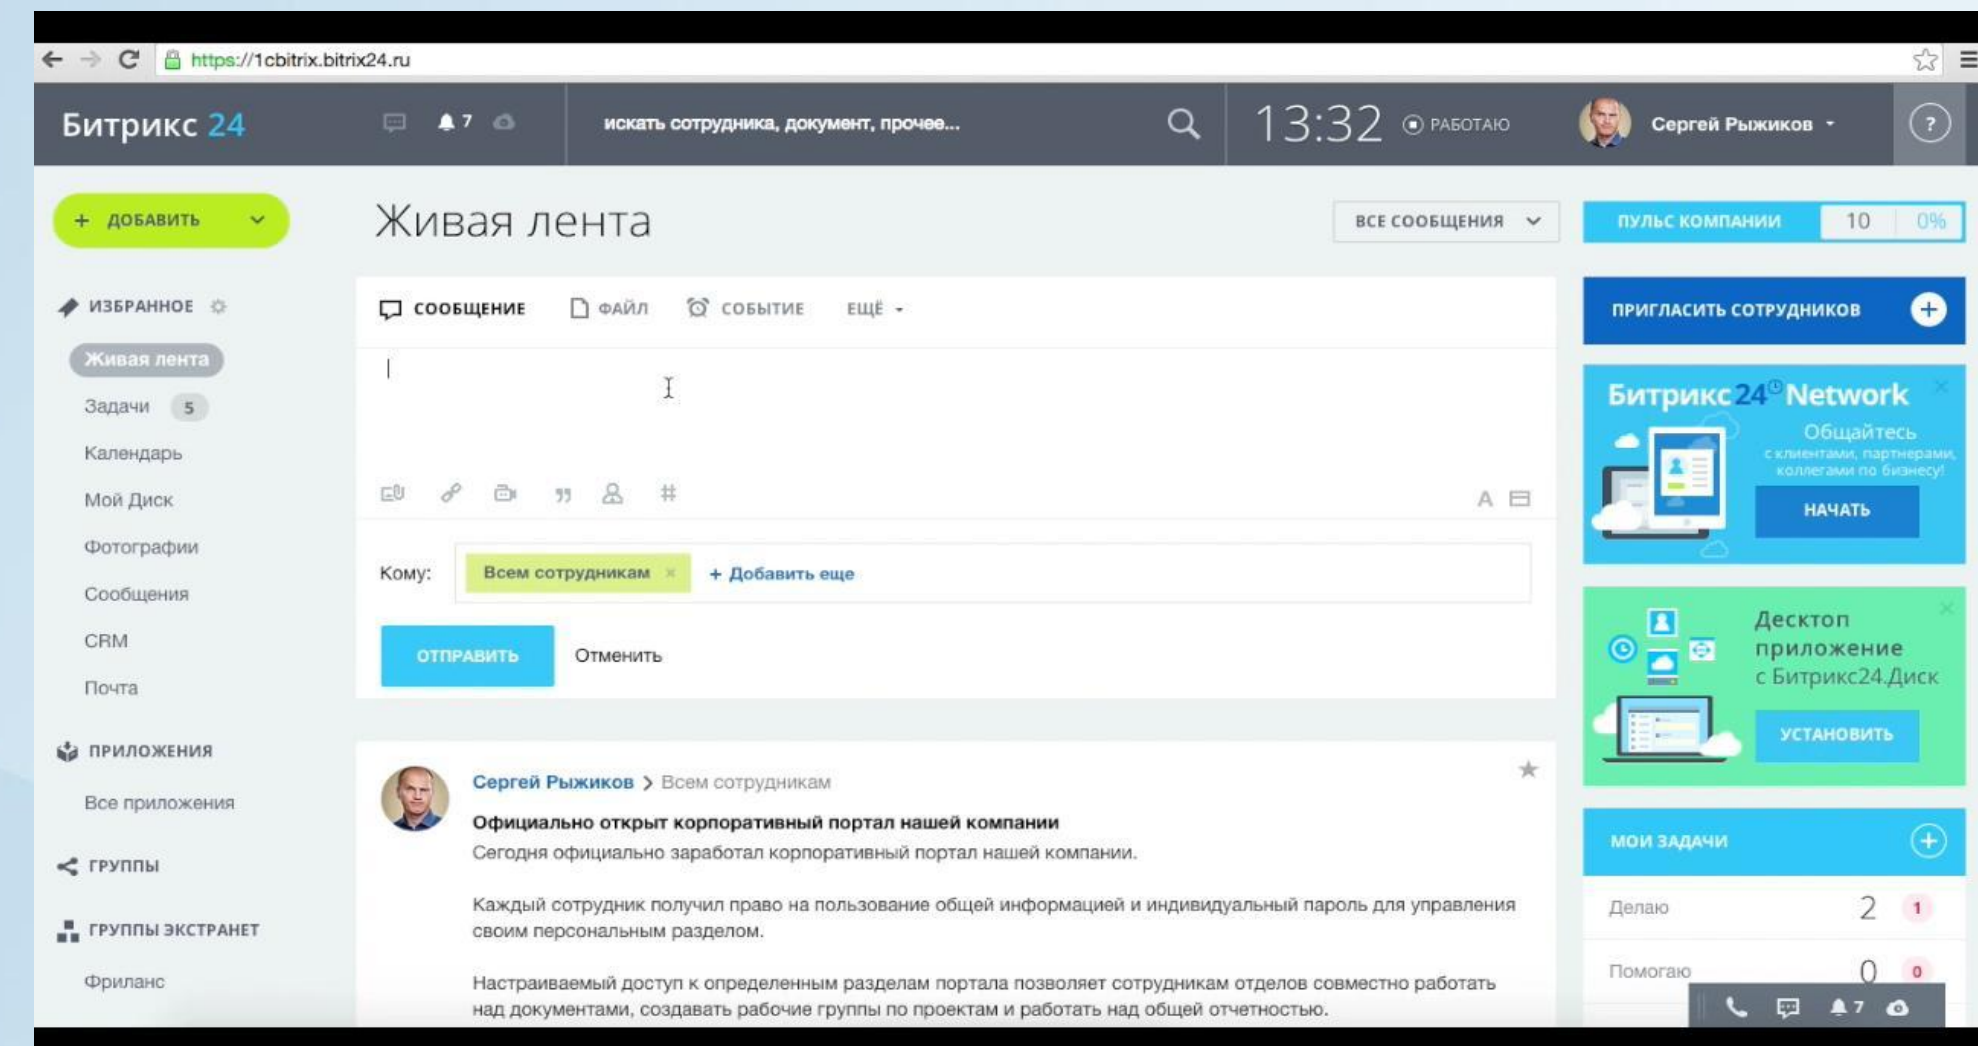 https://1cbitrix.bitrix24.ru
Битрикс 24
7
искать сотрудника, документ, прочее...
13:32
РАБОТАЮ
Сергей Рыжиков
?
+ ДОБАВИТЬ
ИЗБРАННОЕ
Живая лента
Задачи 5
Календарь
Мой Диск
Фотографии
Сообщения
CRM
Почта
ПРИЛОЖЕНИЯ
Все приложения
ГРУППЫ
ГРУППЫ ЭКСТРАНЕТ
Фриланс
Живая лента
ВСЕ СООБЩЕНИЯ
СООБЩЕНИЕ ФАЙЛ СОБЫТИЕ ЕЩЁ
Кому: Всем сотрудникам × + Добавить еще
ОТПРАВИТЬ Отменить
Сергей Рыжиков > Всем сотрудникам
Официально открыт корпоративный портал нашей компании
Сегодня официально заработал корпоративный портал нашей компании.
Каждый сотрудник получил право на пользование общей информацией и индивидуальный пароль для управления
своим персональным разделом.
Настраиваемый доступ к определенным разделам портала позволяет сотрудникам отделов совместно работать
над документами, создавать рабочие группы по проектам и работать над общей отчетностью.
ПУЛЬС КОМПАНИИ 10 0%
ПРИГЛАСИТЬ СОТРУДНИКОВ
Битрикс24 Network
Общайтесь
с клиентами, партнерами,
коллегами по бизнесу!
НАЧАТЬ
Десктоп
приложение
с Битрикс24.Диск
УСТАНОВИТЬ
МОИ ЗАДАЧИ
Делаю 2 1
Помогаю 0 0
7